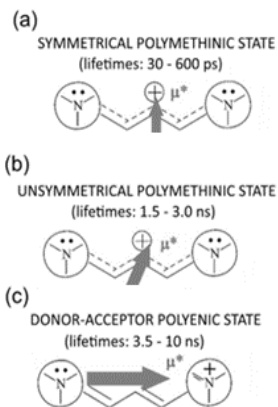 (a)
SYMMETRICAL POLYMETHINIC STATE
(lifetimes: 30 - 600 ps)
N + μ* N
(b)
UNSYMMETRICAL POLYMETHINIC STATE
(lifetimes: 1.5 - 3.0 ns)
N + μ* N
(c)
DONOR-ACCEPTOR POLYENIC STATE
(lifetimes: 3.5 - 10 ns)
μ* +
N N